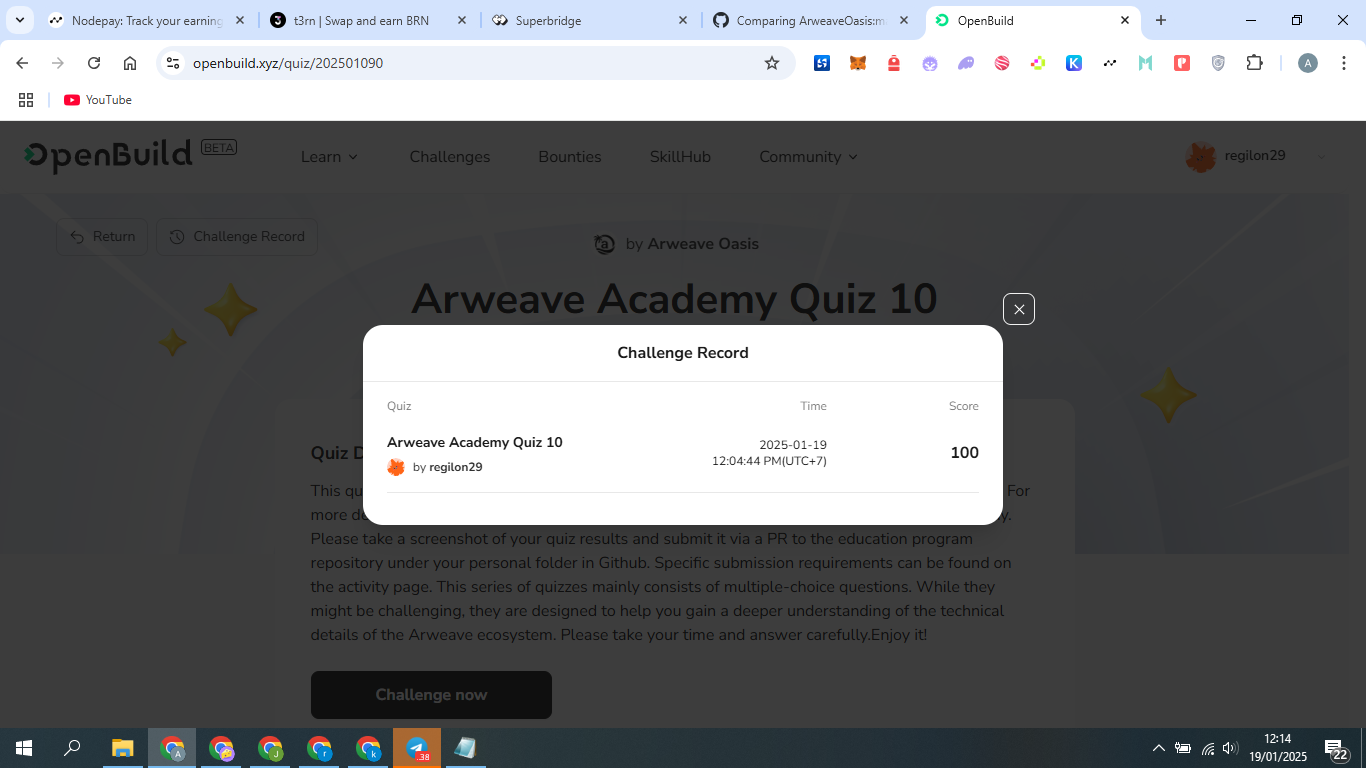 Nodepay: Track your earning
t3rn | Swap and earn BRN
Superbridge
Comparing ArweaveOasis:m
OpenBuild
openbuild.xyz/quiz/202501090
A
YouTube
OpenBuild BETA
Learn
Challenges
Bounties
SkillHub
Community
regilon29
Return
Challenge Record
by Arweave Oasis
Arweave Academy Quiz 10
Challenge Record
Quiz
Time
Score
Arweave Academy Quiz 10
by regilon29
2025-01-19
12:04:44 PM(UTC+7)
100
Quiz D
This qu
For
more de
y.
Please take a screenshot of your quiz results and submit it via a PR to the education program
repository under your personal folder in Github. Specific submission requirements can be found on
the activity page. This series of quizzes mainly consists of multiple-choice questions. While they
might be challenging, they are designed to help you gain a deeper understanding of the technical
details of the Arweave ecosystem. Please take your time and answer carefully.Enjoy it!
Challenge now
A
J
r
k
38
12:14
19/01/2025
22